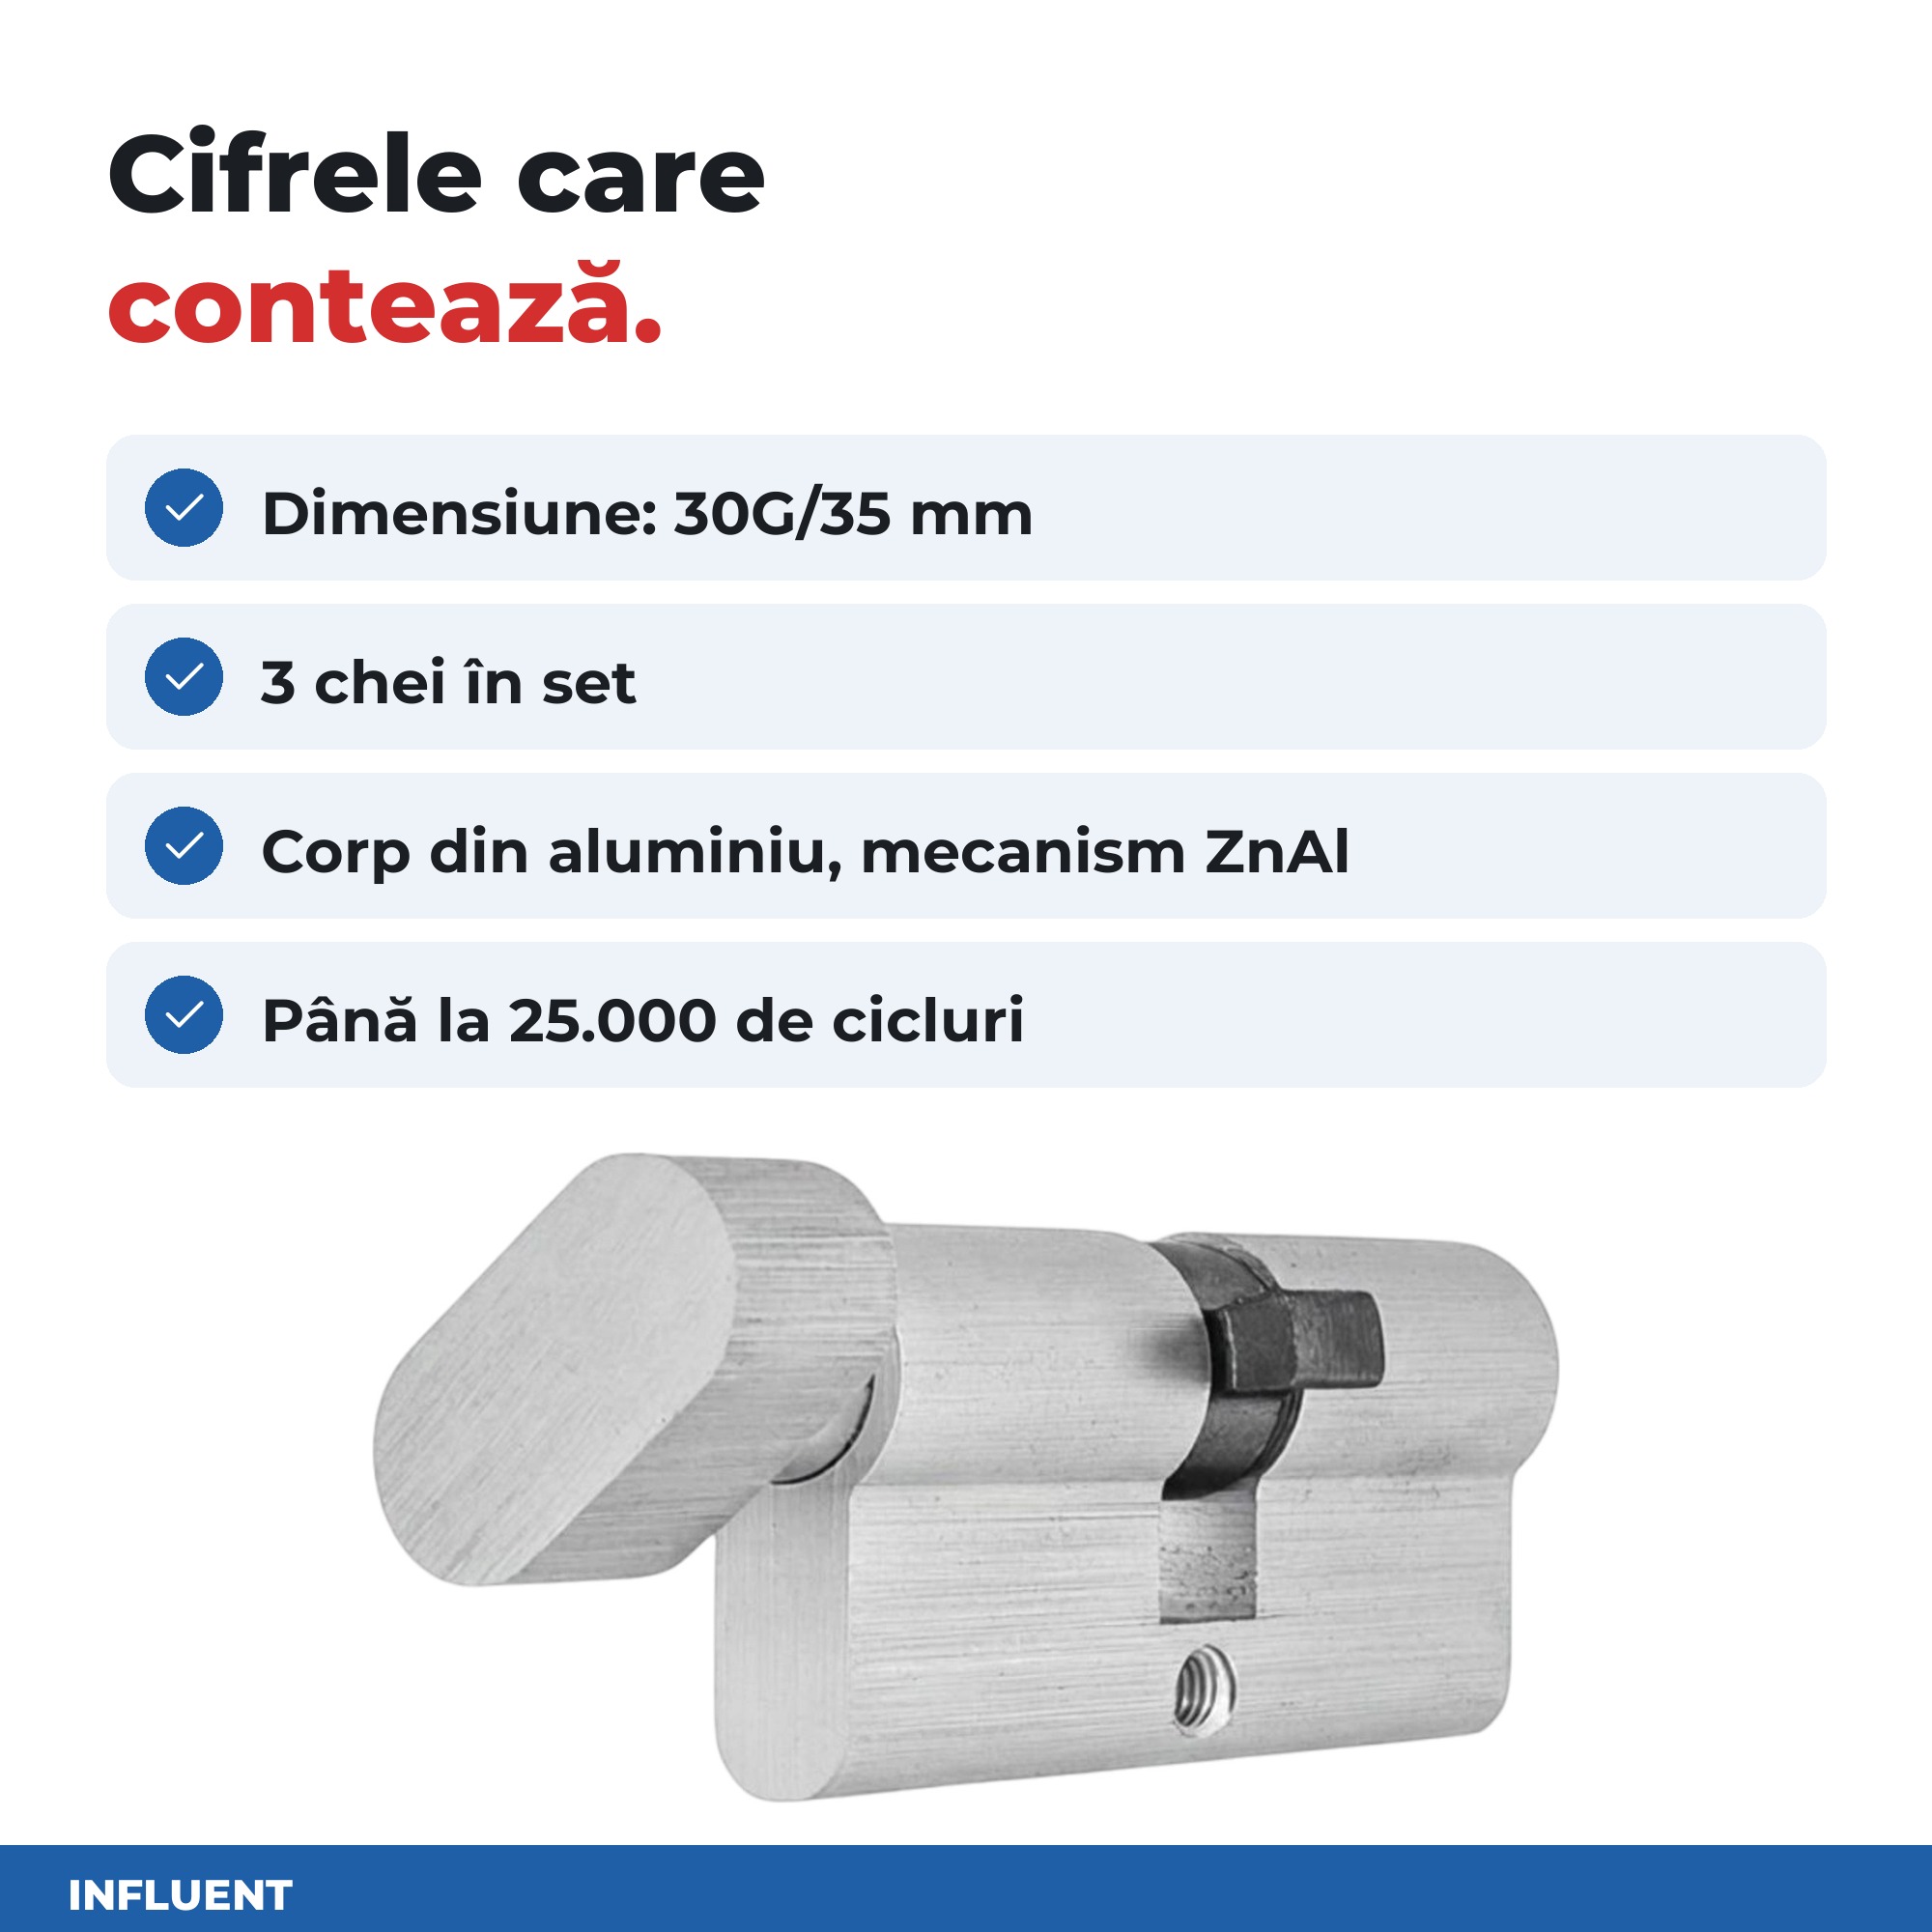 Cifrele care
contează.
Dimensiune: 30G/35 mm
3 chei în set
Corp din aluminiu, mecanism ZnAl
Până la 25.000 de cicluri
INFLUENT